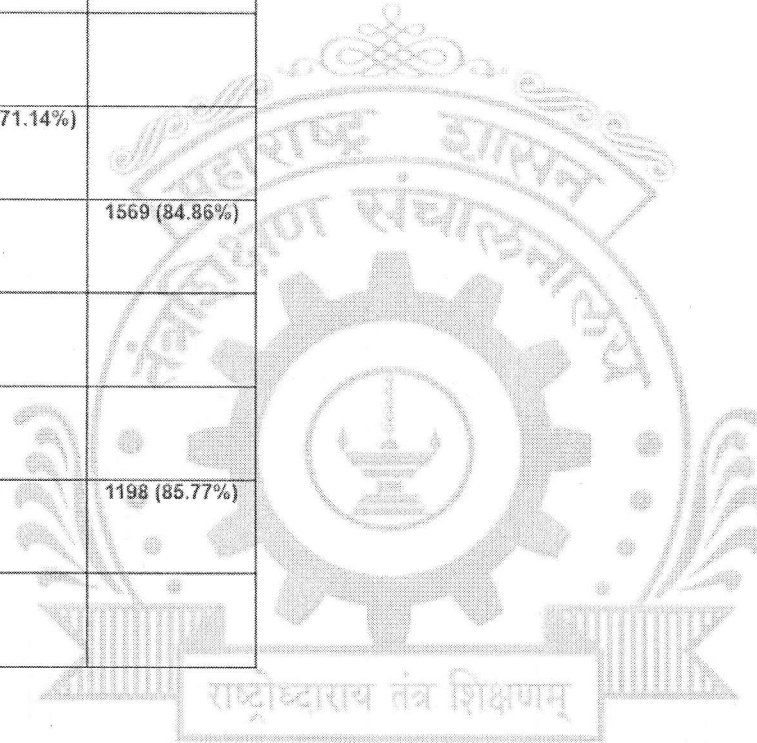 71.14%)
1569 (84.86%)
1198 (85.77%)
महाराष्ट्र शासन
तंत्रशिक्षण संचालनालय
राष्ट्रोध्दाराय तंत्र शिक्षणम्